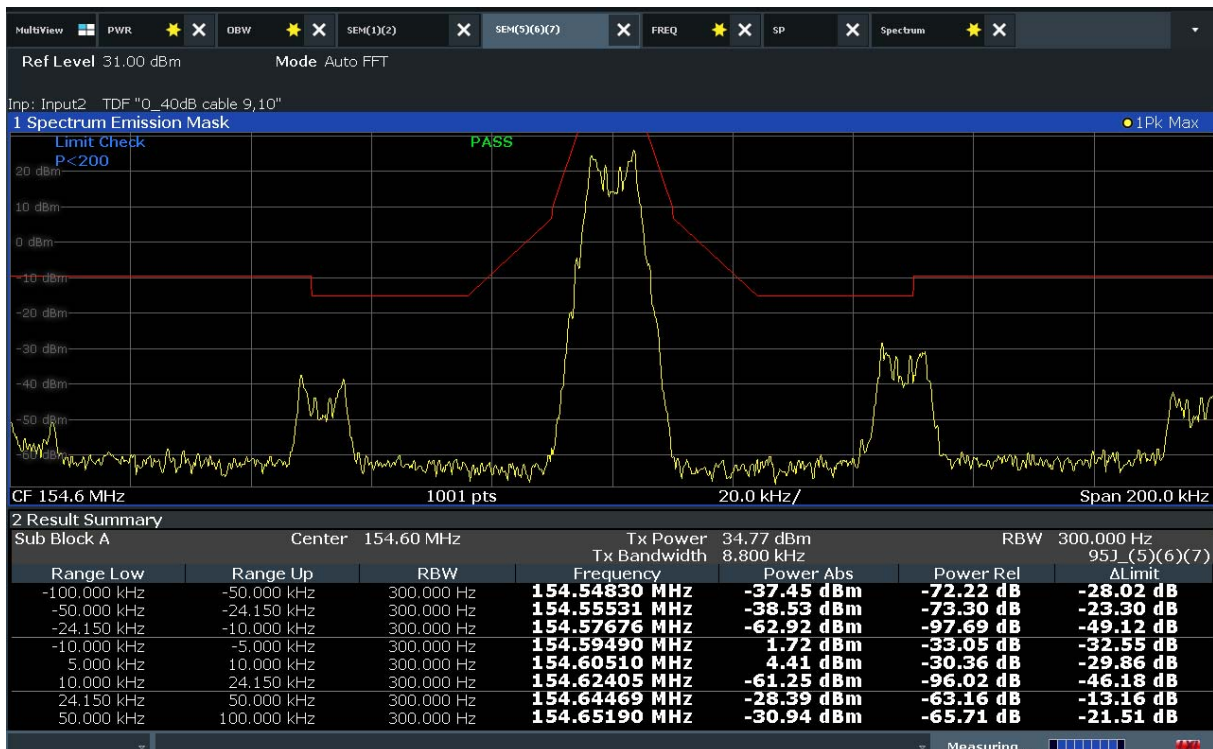 MultiView PWR OBW SEM(1)(2) SEM(5)(6)(7) FREQ SP Spectrum
Ref Level 31.00 dBm Mode Auto FFT
Inp: Input2 TDF "0_40dB cable 9,10"
1 Spectrum Emission Mask 1Pk Max
Limit Check PASS
P<200
20 dBm
10 dBm
0 dBm
-10 dBm
-20 dBm
-30 dBm
-40 dBm
-50 dBm
-60 dBm
CF 154.6 MHz 1001 pts 20.0 kHz/ Span 200.0 kHz
2 Result Summary
Sub Block A Center 154.60 MHz Tx Power 34.77 dBm RBW 300.000 Hz
Tx Bandwidth 8.800 kHz 95J_(5)(6)(7)
Range Low Range Up RBW Frequency Power Abs Power Rel ΔLimit
-100.000 kHz -50.000 kHz 300.000 Hz 154.54830 MHz -37.45 dBm -72.22 dB -28.02 dB
-50.000 kHz -24.150 kHz 300.000 Hz 154.55531 MHz -38.53 dBm -73.30 dB -23.30 dB
-24.150 kHz -10.000 kHz 300.000 Hz 154.57676 MHz -62.92 dBm -97.69 dB -49.12 dB
-10.000 kHz -5.000 kHz 300.000 Hz 154.59490 MHz 1.72 dBm -33.05 dB -32.55 dB
5.000 kHz 10.000 kHz 300.000 Hz 154.60510 MHz 4.41 dBm -30.36 dB -29.86 dB
10.000 kHz 24.150 kHz 300.000 Hz 154.62405 MHz -61.25 dBm -96.02 dB -46.18 dB
24.150 kHz 50.000 kHz 300.000 Hz 154.64469 MHz -28.39 dBm -63.16 dB -13.16 dB
50.000 kHz 100.000 kHz 300.000 Hz 154.65190 MHz -30.94 dBm -65.71 dB -21.51 dB
Measuring